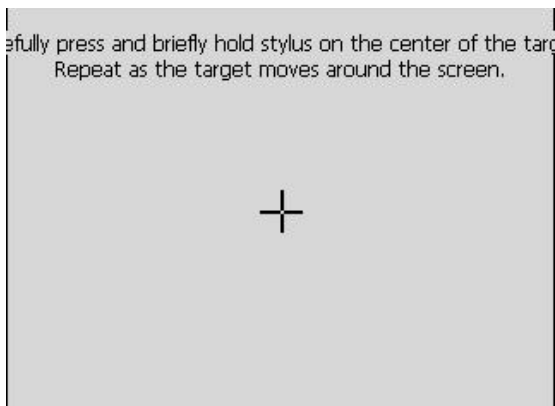 efully press and briefly hold stylus on the center of the targ
Repeat as the target moves around the screen.